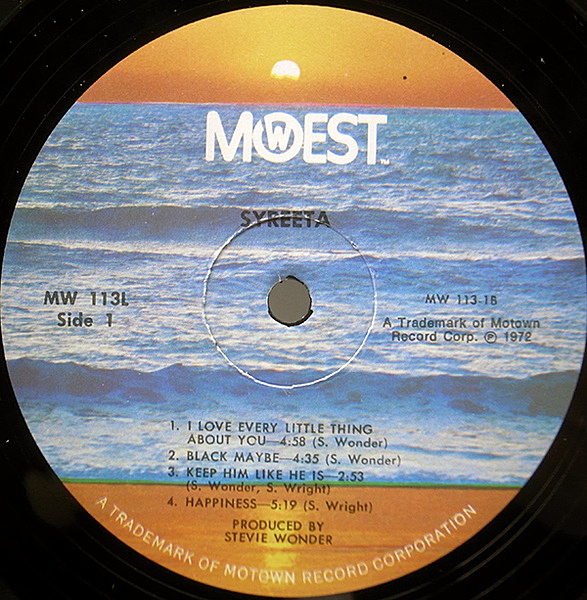 MOWEST™
SYREETA
MW 113L
Side 1
MW 113-1B
A Trademark of Motown
Record Corp. ℗ 1972
1. I LOVE EVERY LITTLE THING
ABOUT YOU—4:58 (S. Wonder)
2. BLACK MAYBE—4:35 (S. Wonder)
3. KEEP HIM LIKE HE IS—2:53
(S. Wonder, S. Wright)
4. HAPPINESS—5:19 (S. Wright)
PRODUCED BY
STEVIE WONDER
A TRADEMARK OF MOTOWN RECORD CORPORATION